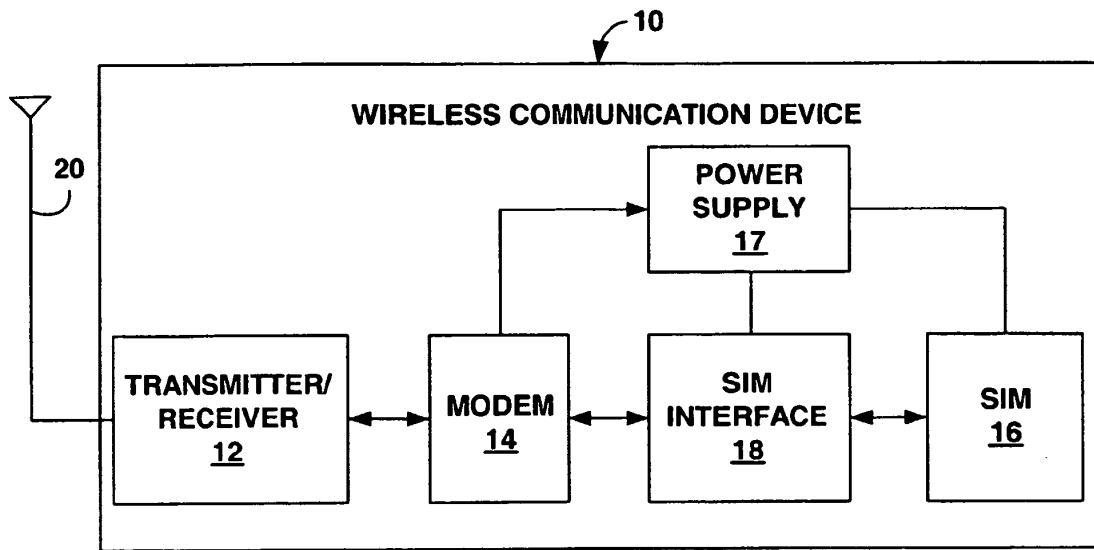 10
WIRELESS COMMUNICATION DEVICE
20
POWER
SUPPLY
17
TRANSMITTER/
RECEIVER
12
MODEM
14
SIM
INTERFACE
18
SIM
16